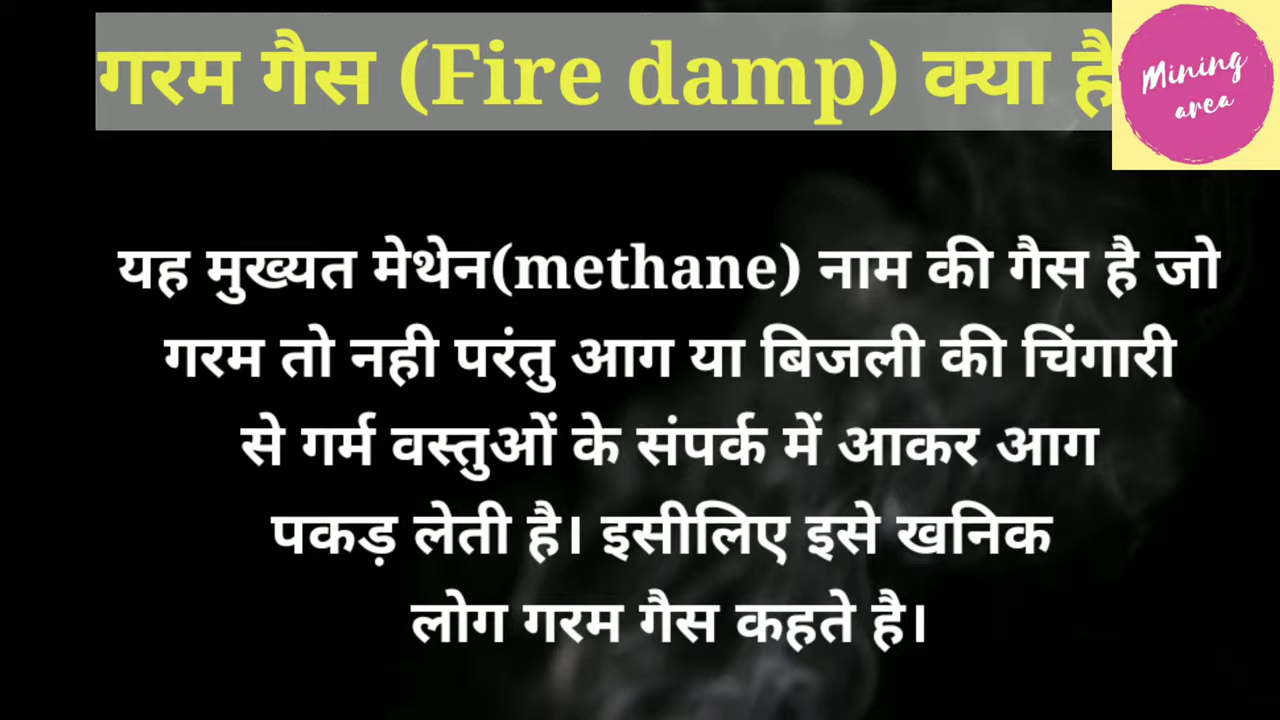 गरम गैस (Fire damp) क्या है
Mining
area
यह मुख्यत मेथेन(methane) नाम की गैस है जो
गरम तो नही परंतु आग या बिजली की चिंगारी
से गर्म वस्तुओं के संपर्क में आकर आग
पकड़ लेती है। इसीलिए इसे खनिक
लोग गरम गैस कहते है।